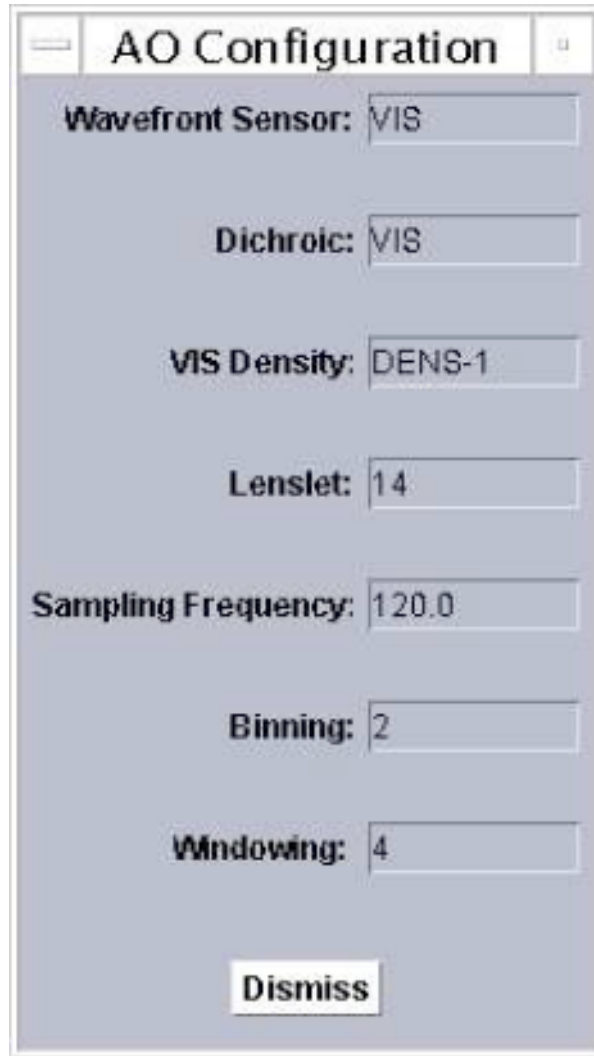 AO Configuration
Wavefront Sensor: VIS
Dichroic: VIS
VIS Density: DENS-1
Lenslet: 14
Sampling Frequency: 120.0
Binning: 2
Windowing: 4
Dismiss